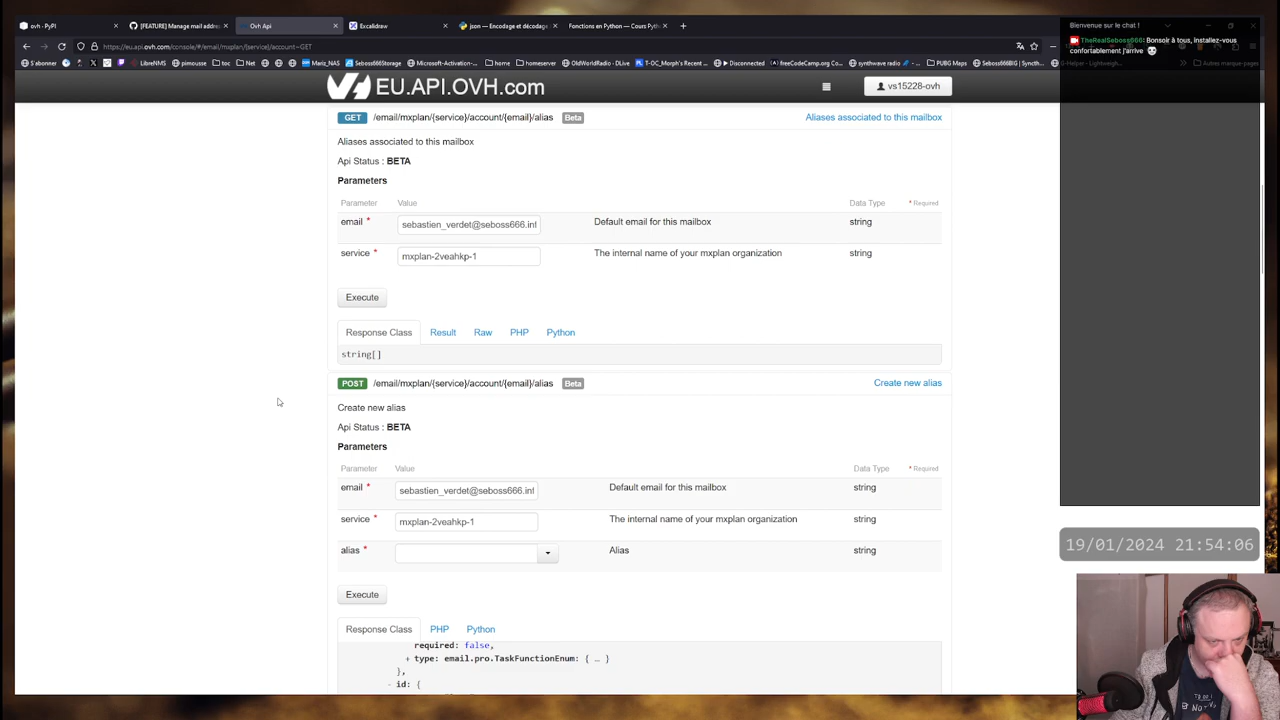 ovh · PyPI
[FEATURE] Manage mail addre
Ovh Api
Excalidraw
json — Encodage et décodage
Fonctions en Python — Cours Pyth
https://eu.api.ovh.com/console/#/email/mxplan/{service}/account~GET
S abonner
LibreNMS
pimeys
toc
Net
Seboss666Storage
Microsoft-Activation-
home
homeserver
OldWorldRadio - DLive
T-DC_Morph's Recent
Disconnected
(freeCodeCamp.org Con
synthwave radio
PUBG Maps
Seboss666BIG | Synth
G-Helper - Lightweigh
Autres marque-pages
Bienvenue sur le chat !
TheRealSeboss666: Bonsoir à tous, installez-vous
confortablement j'arrive
EU.API.OVH.com
vs15228-ovh
GET /email/mxplan/{service}/account/{email}/alias Beta Aliases associated to this mailbox
Aliases associated to this mailbox
Api Status : BETA
Parameters
Parameter Value Data Type * Required
email * sebastien_verdet@seboss666.inf Default email for this mailbox string
service * mxplan-2veahkp-1 The internal name of your mxplan organization string
Execute
Response Class Result Raw PHP Python
string[]
POST /email/mxplan/{service}/account/{email}/alias Beta Create new alias
Create new alias
Api Status : BETA
Parameters
Parameter Value Data Type * Required
email * sebastien_verdet@seboss666.inf Default email for this mailbox string
service * mxplan-2veahkp-1 The internal name of your mxplan organization string
alias * Alias string
Execute
Response Class PHP Python
required: false,
+ type: email.pro.TaskFunctionEnum: { … }
},
- id: {
19/01/2024 21:54:06